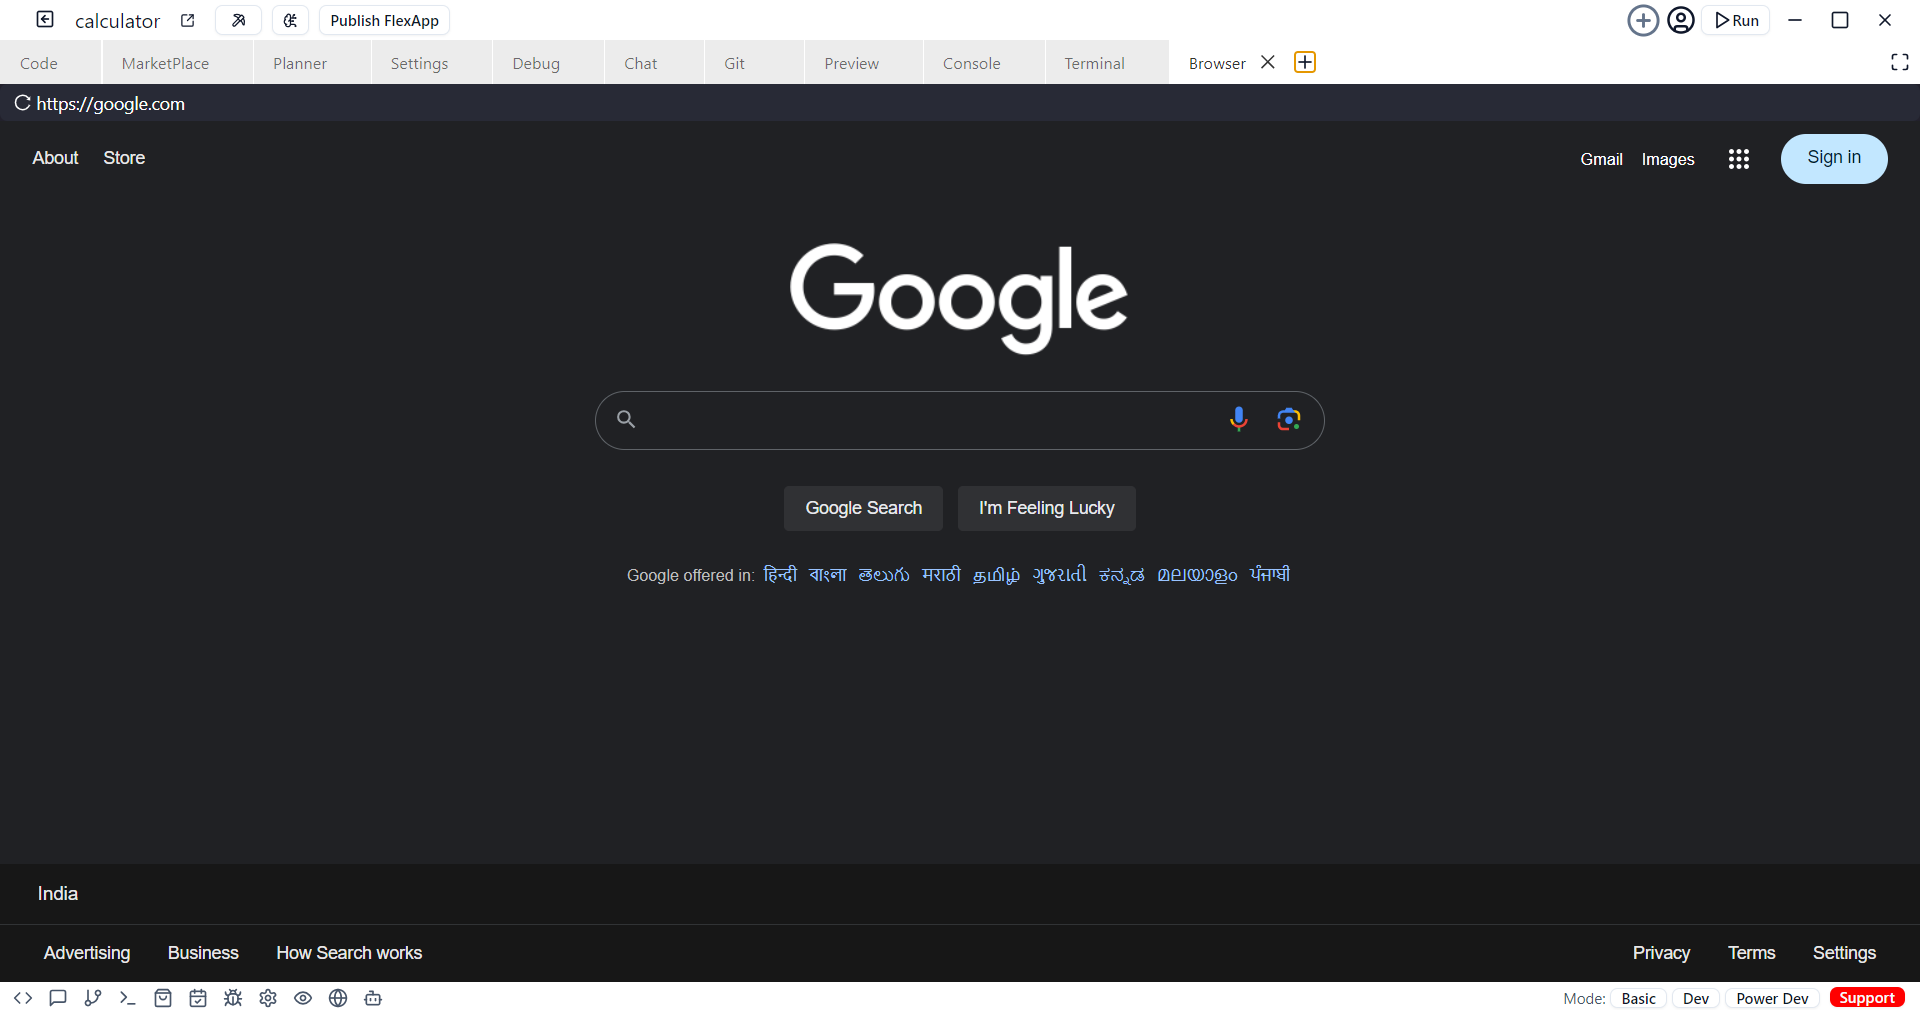 calculator Publish FlexApp Run
Code MarketPlace Planner Settings Debug Chat Git Preview Console Terminal Browser
https://google.com
About Store Gmail Images Sign in
Google
Google Search I'm Feeling Lucky
Google offered in: हिन्दी বাংলা తెలుగు मराठी தமிழ் ગુજરાતી ಕನ್ನಡ മലയാളം ਪੰਜਾਬੀ
India
Advertising Business How Search works Privacy Terms Settings
Mode: Basic Dev Power Dev Support